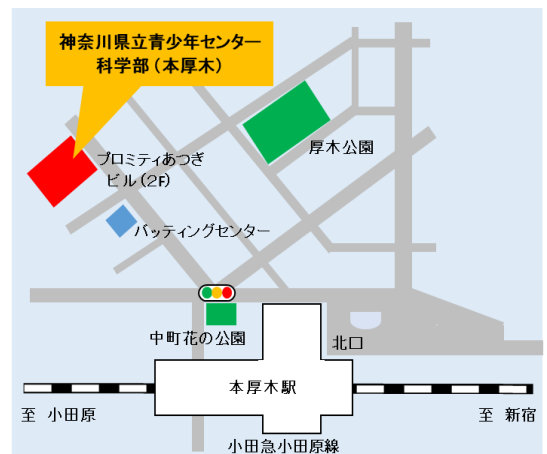 神奈川県立青少年センター
科学部（本厚木）
厚木公園
プロミティあつぎ
ビル（2F）
バッティングセンター
中町花の公園
北口
本厚木駅
至 小田原
至 新宿
小田急小田原線